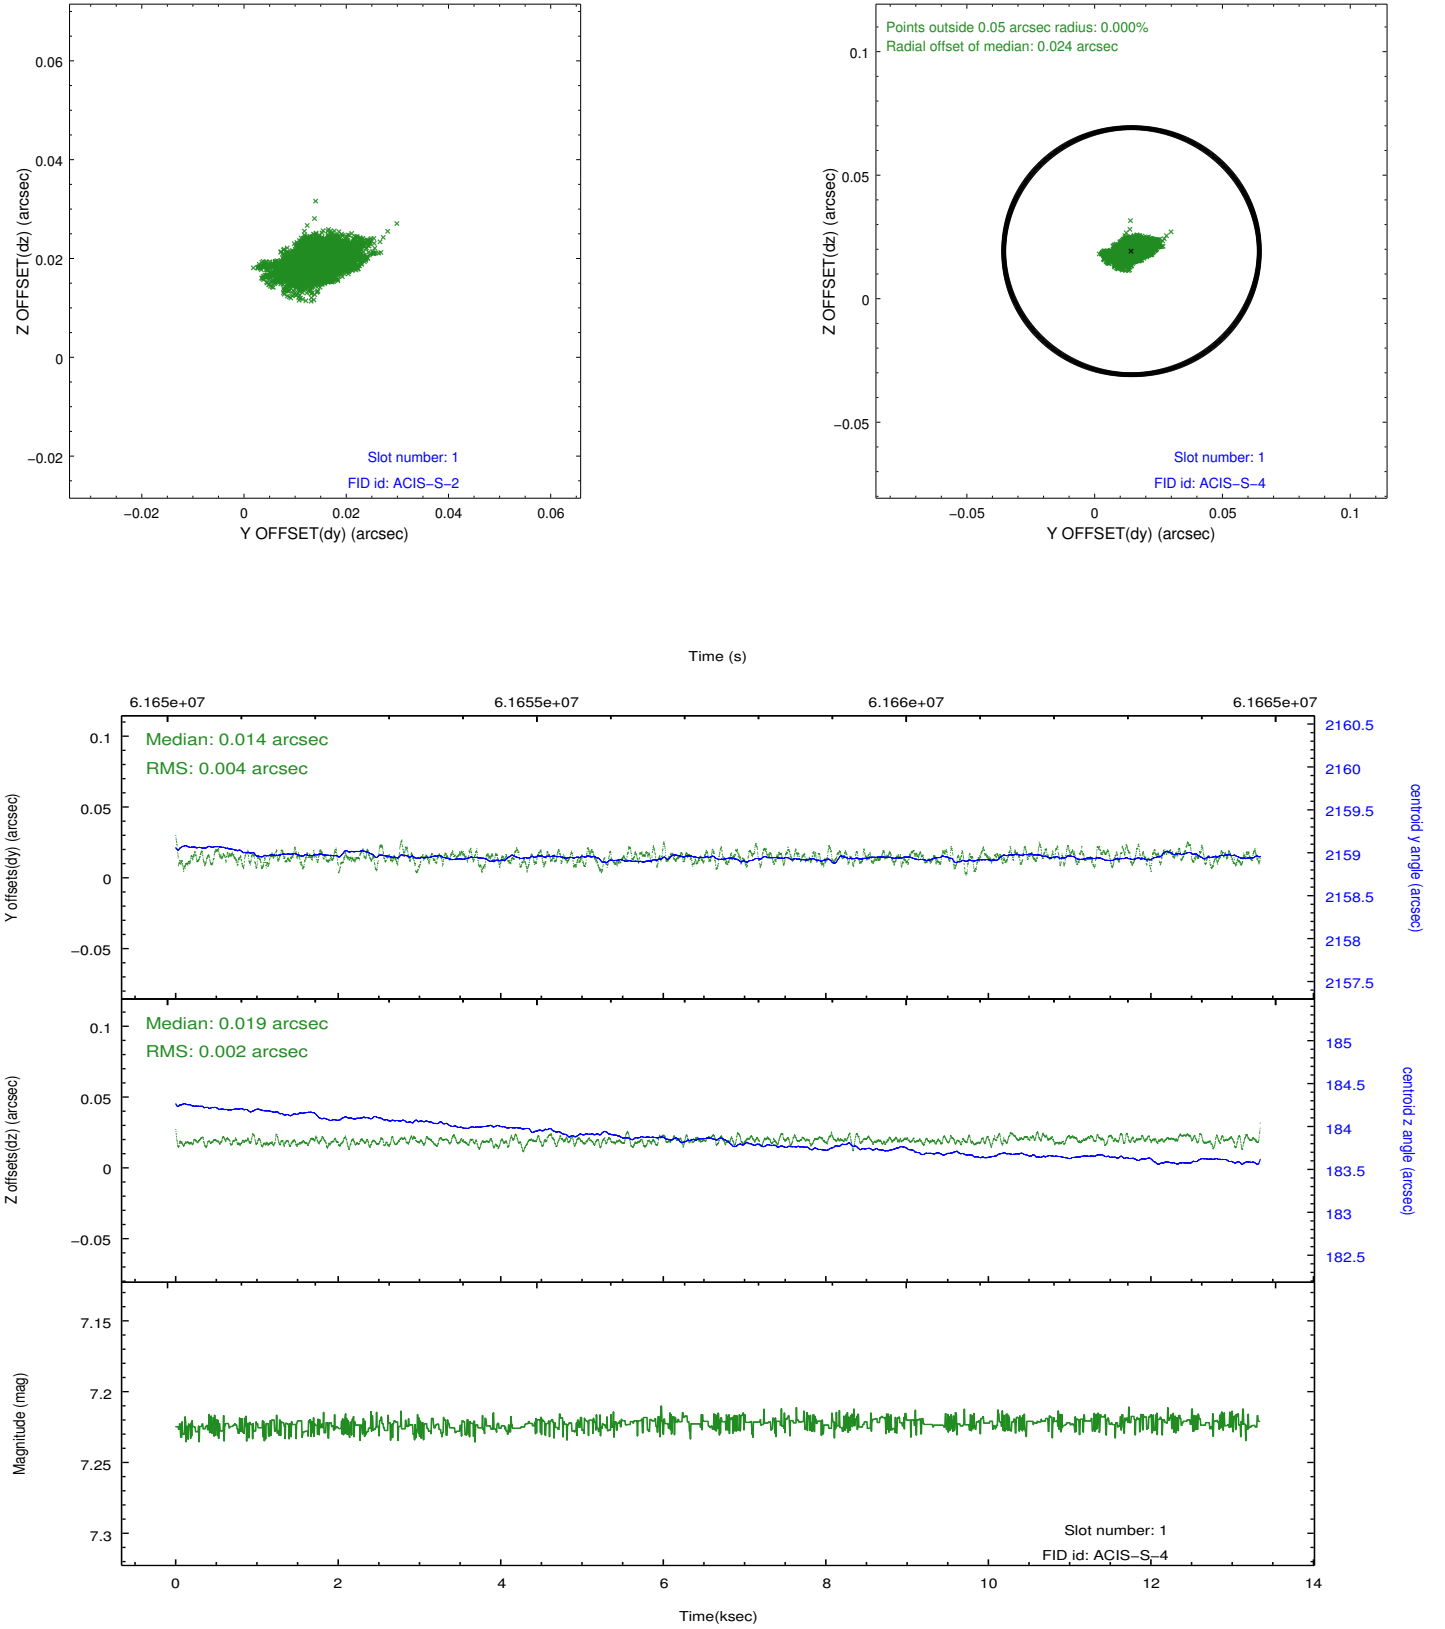 0.06
0.04
0.02
0
−0.02
Z OFFSET(dz) (arcsec)
Slot number: 1
FID id: ACIS−S−2
−0.02
0
0.02
0.04
0.06
Y OFFSET(dy) (arcsec)
Points outside 0.05 arcsec radius: 0.000%
Radial offset of median: 0.024 arcsec
0.1
0.05
0
−0.05
Z OFFSET(dz) (arcsec)
Slot number: 1
FID id: ACIS−S−4
−0.05
0
0.05
0.1
Y OFFSET(dy) (arcsec)
Time (s)
6.165e+07
6.1655e+07
6.166e+07
6.1665e+07
Median: 0.014 arcsec
RMS: 0.004 arcsec
0.1
0.05
0
−0.05
Y offsets(dy) (arcsec)
2160.5
2160
2159.5
2159
2158.5
2158
2157.5
centroid y angle (arcsec)
Median: 0.019 arcsec
RMS: 0.002 arcsec
0.1
0.05
0
−0.05
Z offsets(dz) (arcsec)
185
184.5
184
183.5
183
182.5
centroid z angle (arcsec)
7.15
7.2
7.25
7.3
Magnitude (mag)
Slot number: 1
FID id: ACIS−S−4
0
2
4
6
8
10
12
14
Time(ksec)